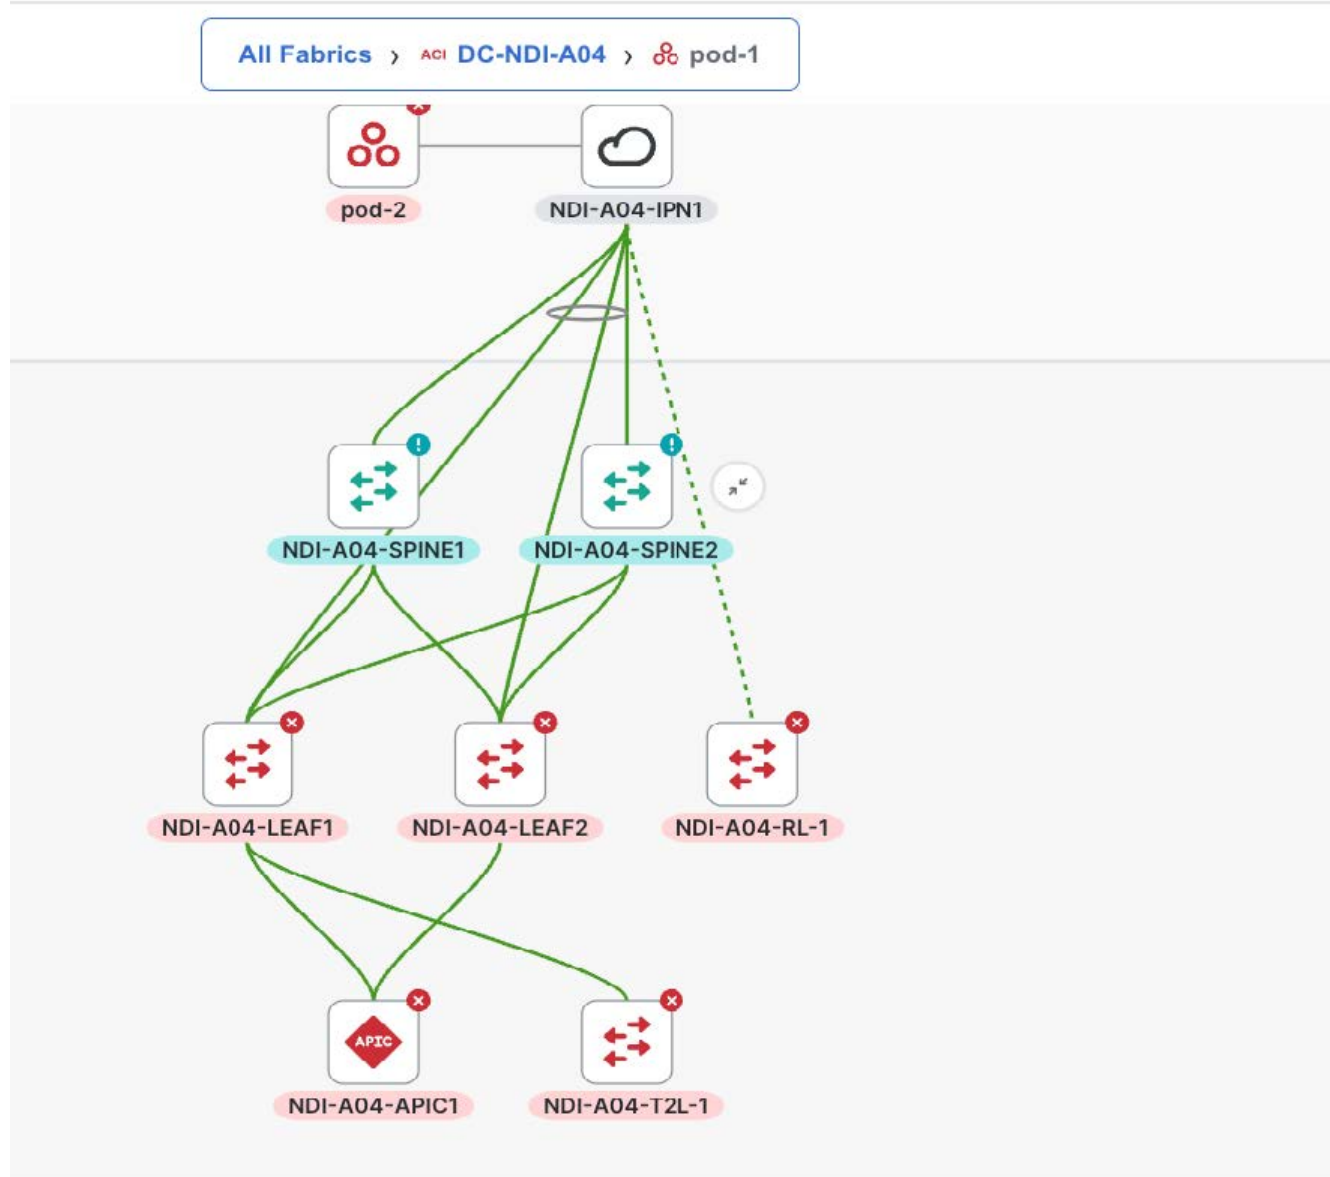 All Fabrics › ACI DC-NDI-A04 › pod-1
pod-2
NDI-A04-IPN1
NDI-A04-SPINE1
NDI-A04-SPINE2
NDI-A04-LEAF1
NDI-A04-LEAF2
NDI-A04-RL-1
APIC
NDI-A04-APIC1
NDI-A04-T2L-1